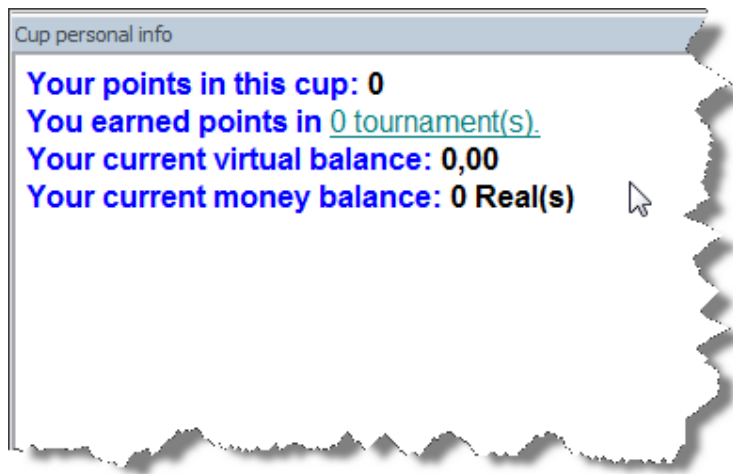 Cup personal info
Your points in this cup: 0
You earned points in 0 tournament(s).
Your current virtual balance: 0,00
Your current money balance: 0 Real(s)